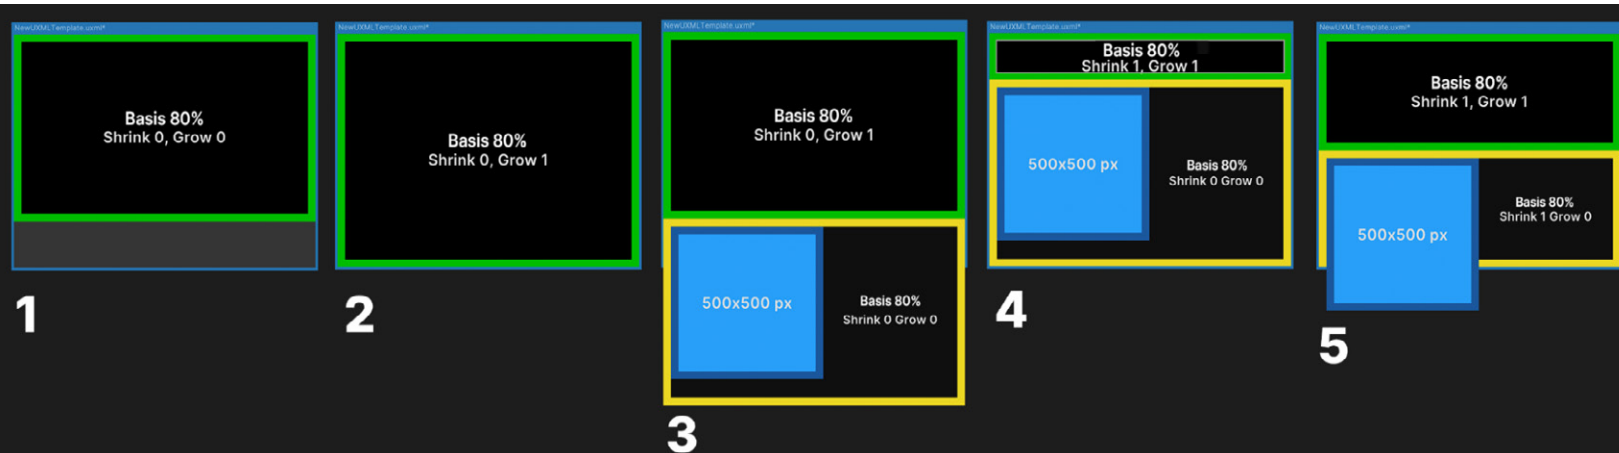 NewUXMLTemplate.uxml*
Basis 80%
Shrink 0, Grow 0
1
NewUXMLTemplate.uxml*
Basis 80%
Shrink 0, Grow 1
2
NewUXMLTemplate.uxml*
Basis 80%
Shrink 0, Grow 1
500x500 px
Basis 80%
Shrink 0 Grow 0
3
NewUXMLTemplate.uxml*
Basis 80%
Shrink 1, Grow 1
500x500 px
Basis 80%
Shrink 0 Grow 0
4
NewUXMLTemplate.uxml*
Basis 80%
Shrink 1, Grow 1
500x500 px
Basis 80%
Shrink 1 Grow 0
5